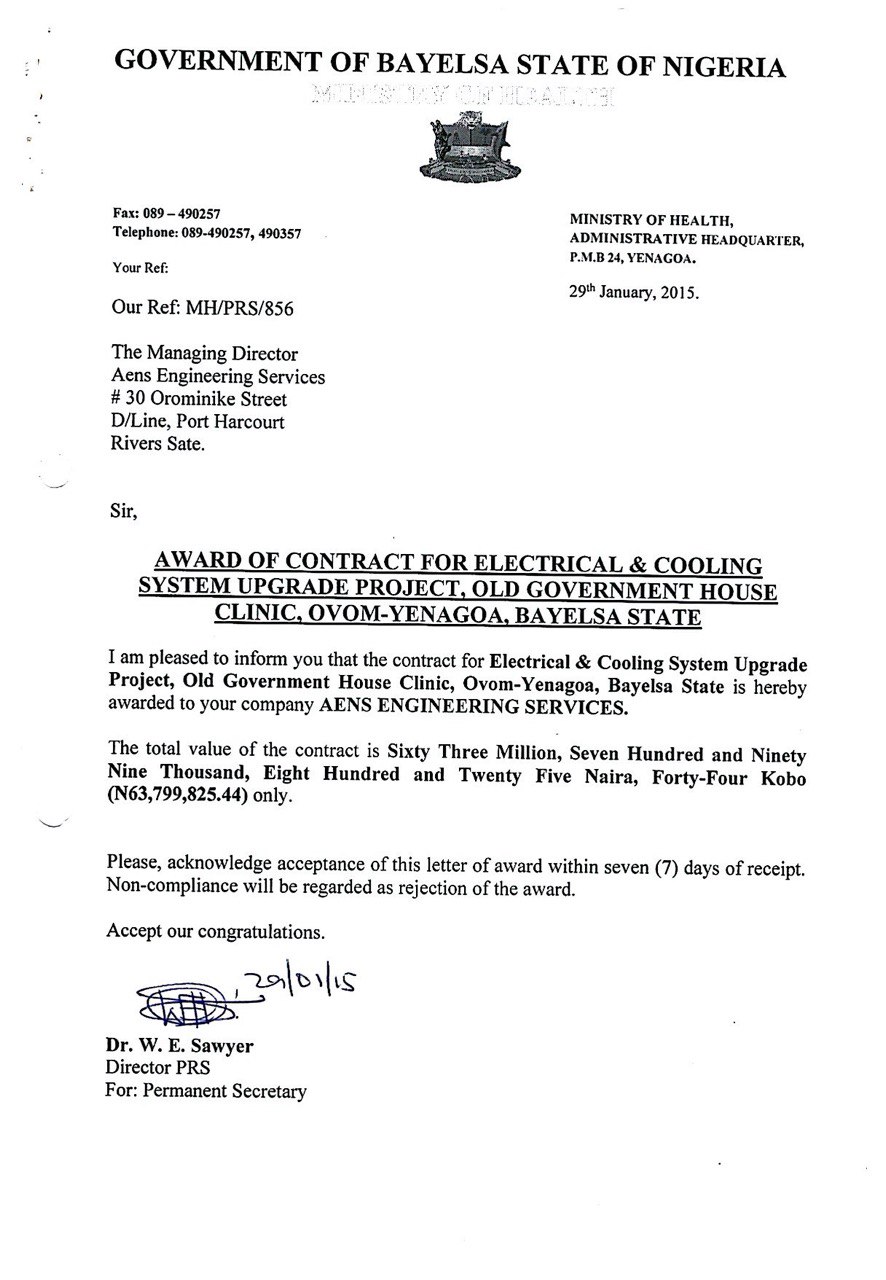 GOVERNMENT OF BAYELSA STATE OF NIGERIA
MINISTRY OF HEALTH
Fax: 089 – 490257
Telephone: 089-490257, 490357
Your Ref:
Our Ref: MH/PRS/856
MINISTRY OF HEALTH,
ADMINISTRATIVE HEADQUARTER,
P.M.B 24, YENAGOA.
29th January, 2015.
The Managing Director
Aens Engineering Services
# 30 Orominike Street
D/Line, Port Harcourt
Rivers Sate.
Sir,
AWARD OF CONTRACT FOR ELECTRICAL & COOLING
SYSTEM UPGRADE PROJECT, OLD GOVERNMENT HOUSE
CLINIC, OVOM-YENAGOA, BAYELSA STATE
I am pleased to inform you that the contract for Electrical & Cooling System Upgrade
Project, Old Government House Clinic, Ovom-Yenagoa, Bayelsa State is hereby
awarded to your company AENS ENGINEERING SERVICES.
The total value of the contract is Sixty Three Million, Seven Hundred and Ninety
Nine Thousand, Eight Hundred and Twenty Five Naira, Forty-Four Kobo
(N63,799,825.44) only.
Please, acknowledge acceptance of this letter of award within seven (7) days of receipt.
Non-compliance will be regarded as rejection of the award.
Accept our congratulations.
29/01/15
Dr. W. E. Sawyer
Director PRS
For: Permanent Secretary